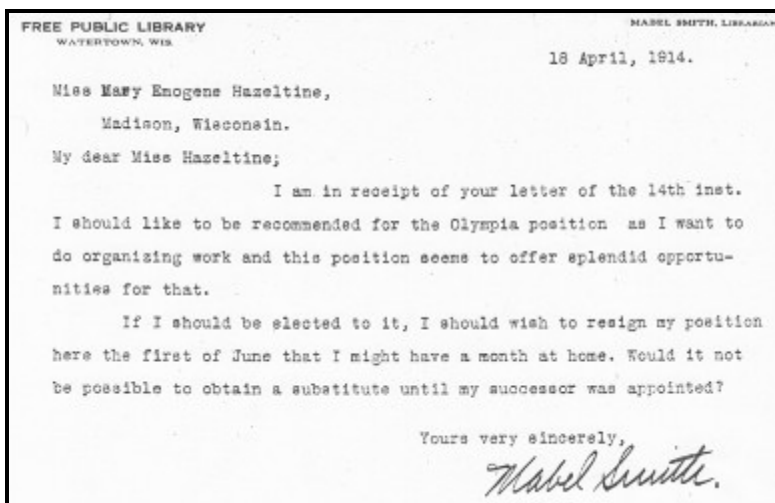 FREE PUBLIC LIBRARY
WATERTOWN, WIS.
MABEL SMITH, LIBRARIAN
18 April, 1914.
Miss Mary Emogene Hazeltine,
Madison, Wisconsin.
My dear Miss Hazeltine;
I am in receipt of your letter of the 14th inst.
I should like to be recommended for the Olympia position as I want to
do organizing work and this position seems to offer splendid opportu-
nities for that.
If I should be elected to it, I should wish to resign my position
here the first of June that I might have a month at home. Would it not
be possible to obtain a substitute until my successor was appointed?
Yours very sincerely,
Mabel Smith.